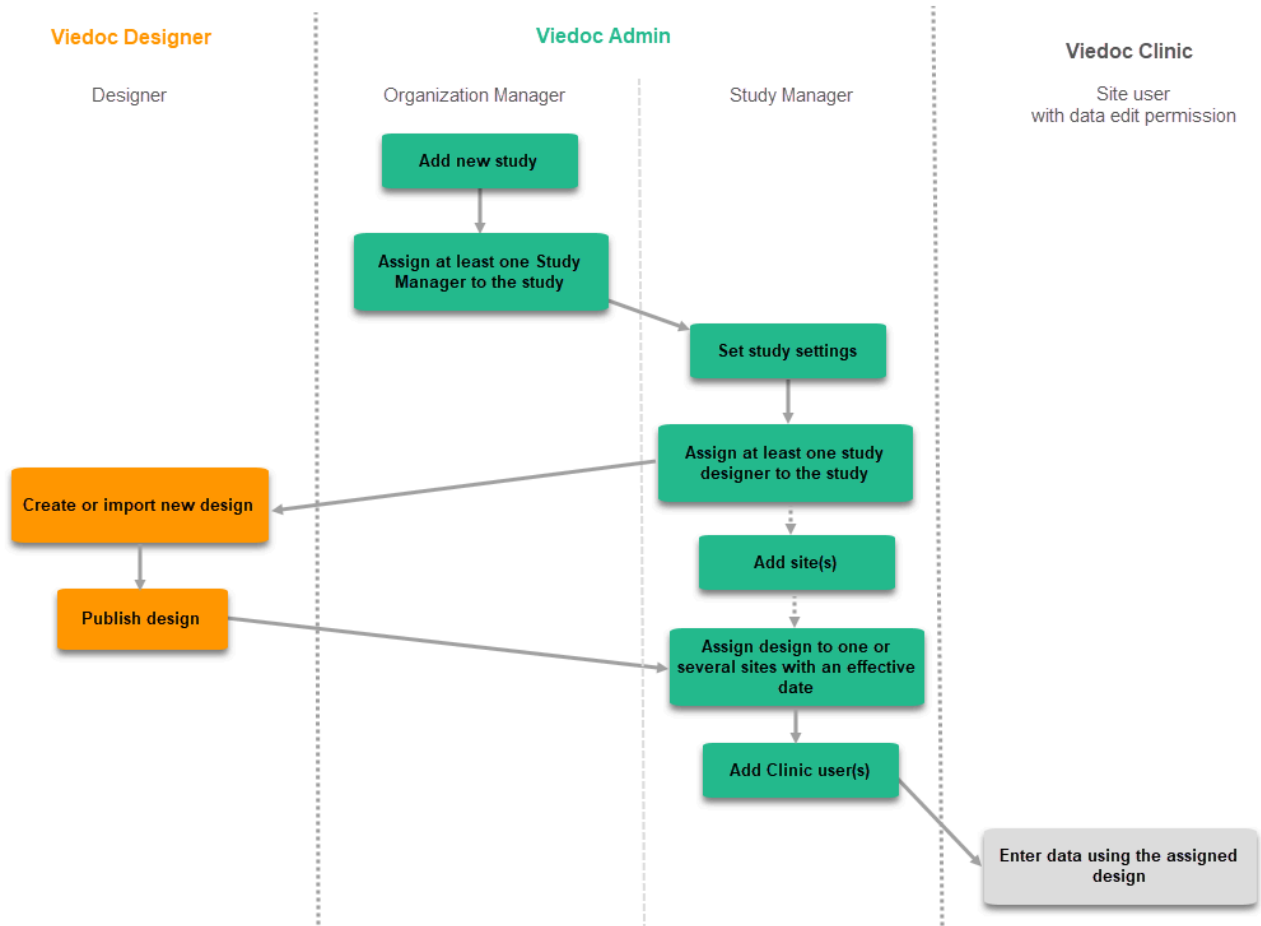 Viedoc Designer
Viedoc Admin
Viedoc Clinic
Designer
Organization Manager
Study Manager
Site user
with data edit permission
Add new study
Assign at least one Study
Manager to the study
Set study settings
Assign at least one study
designer to the study
Create or import new design
Add site(s)
Publish design
Assign design to one or
several sites with an effective
date
Add Clinic user(s)
Enter data using the assigned
design